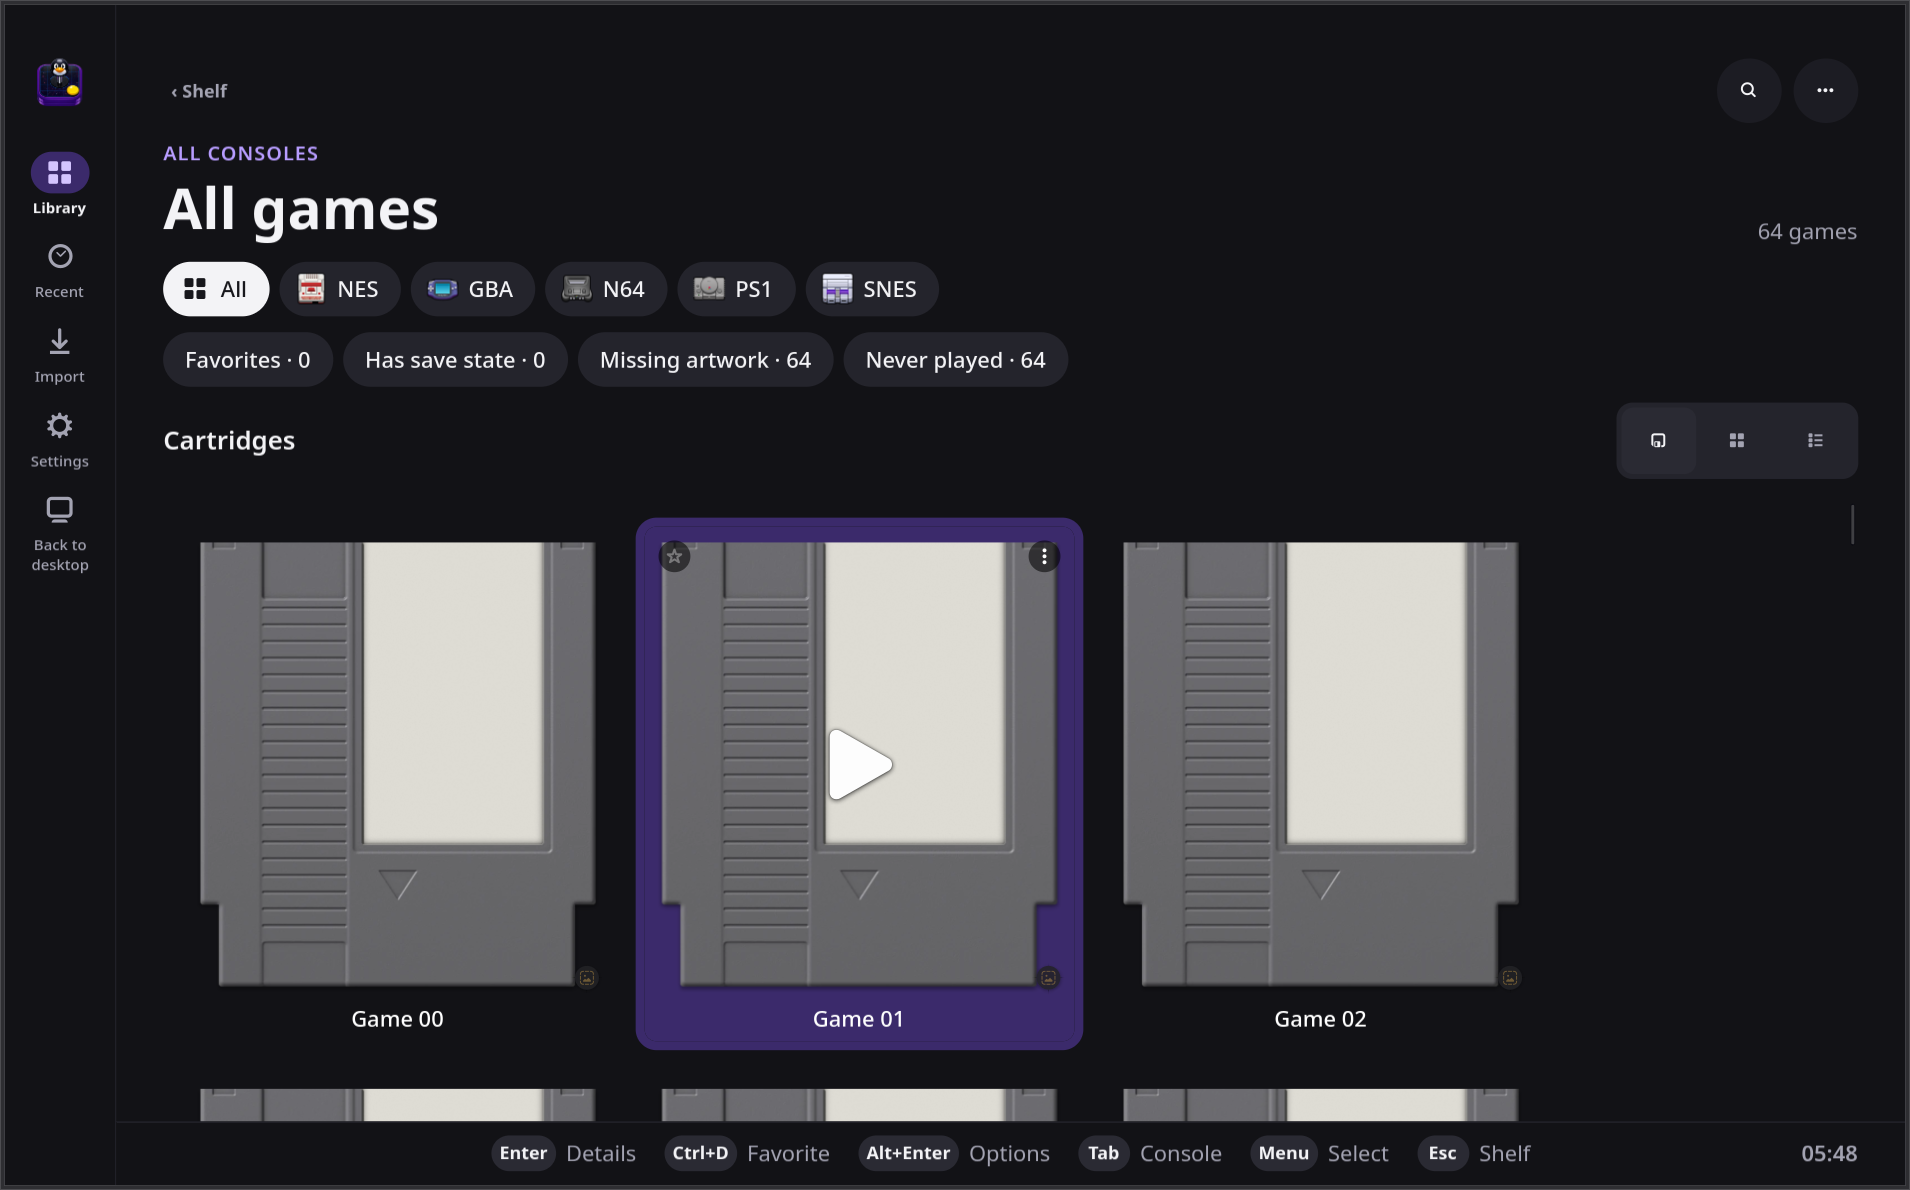 ‹ Shelf
ALL CONSOLES
All games
64 games
All
NES
GBA
N64
PS1
SNES
Favorites · 0
Has save state · 0
Missing artwork · 64
Never played · 64
Library
Recent
Import
Settings
Back to
desktop
Cartridges
Game 00
Game 01
Game 02
Enter Details
Ctrl+D Favorite
Alt+Enter Options
Tab Console
Menu Select
Esc Shelf
05:48